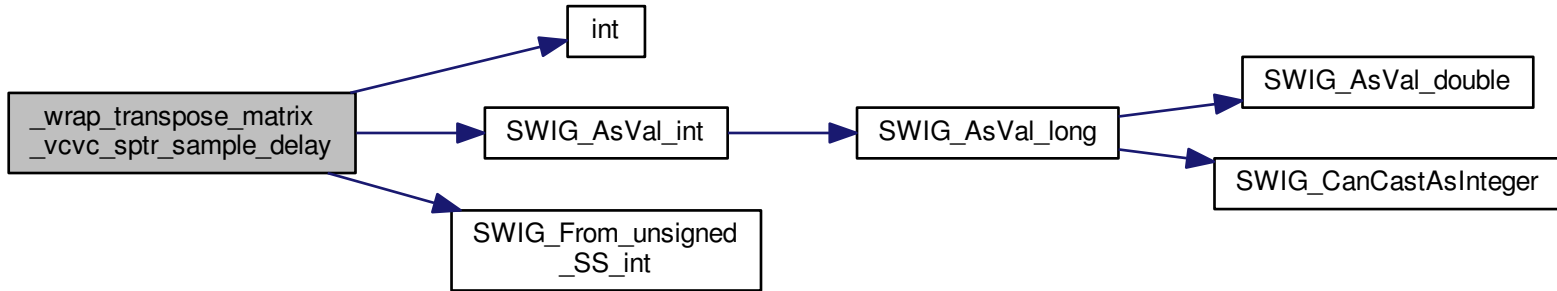 _wrap_transpose_matrix
_vcvc_sptr_sample_delay
int
SWIG_AsVal_int
SWIG_From_unsigned
_SS_int
SWIG_AsVal_long
SWIG_AsVal_double
SWIG_CanCastAsInteger